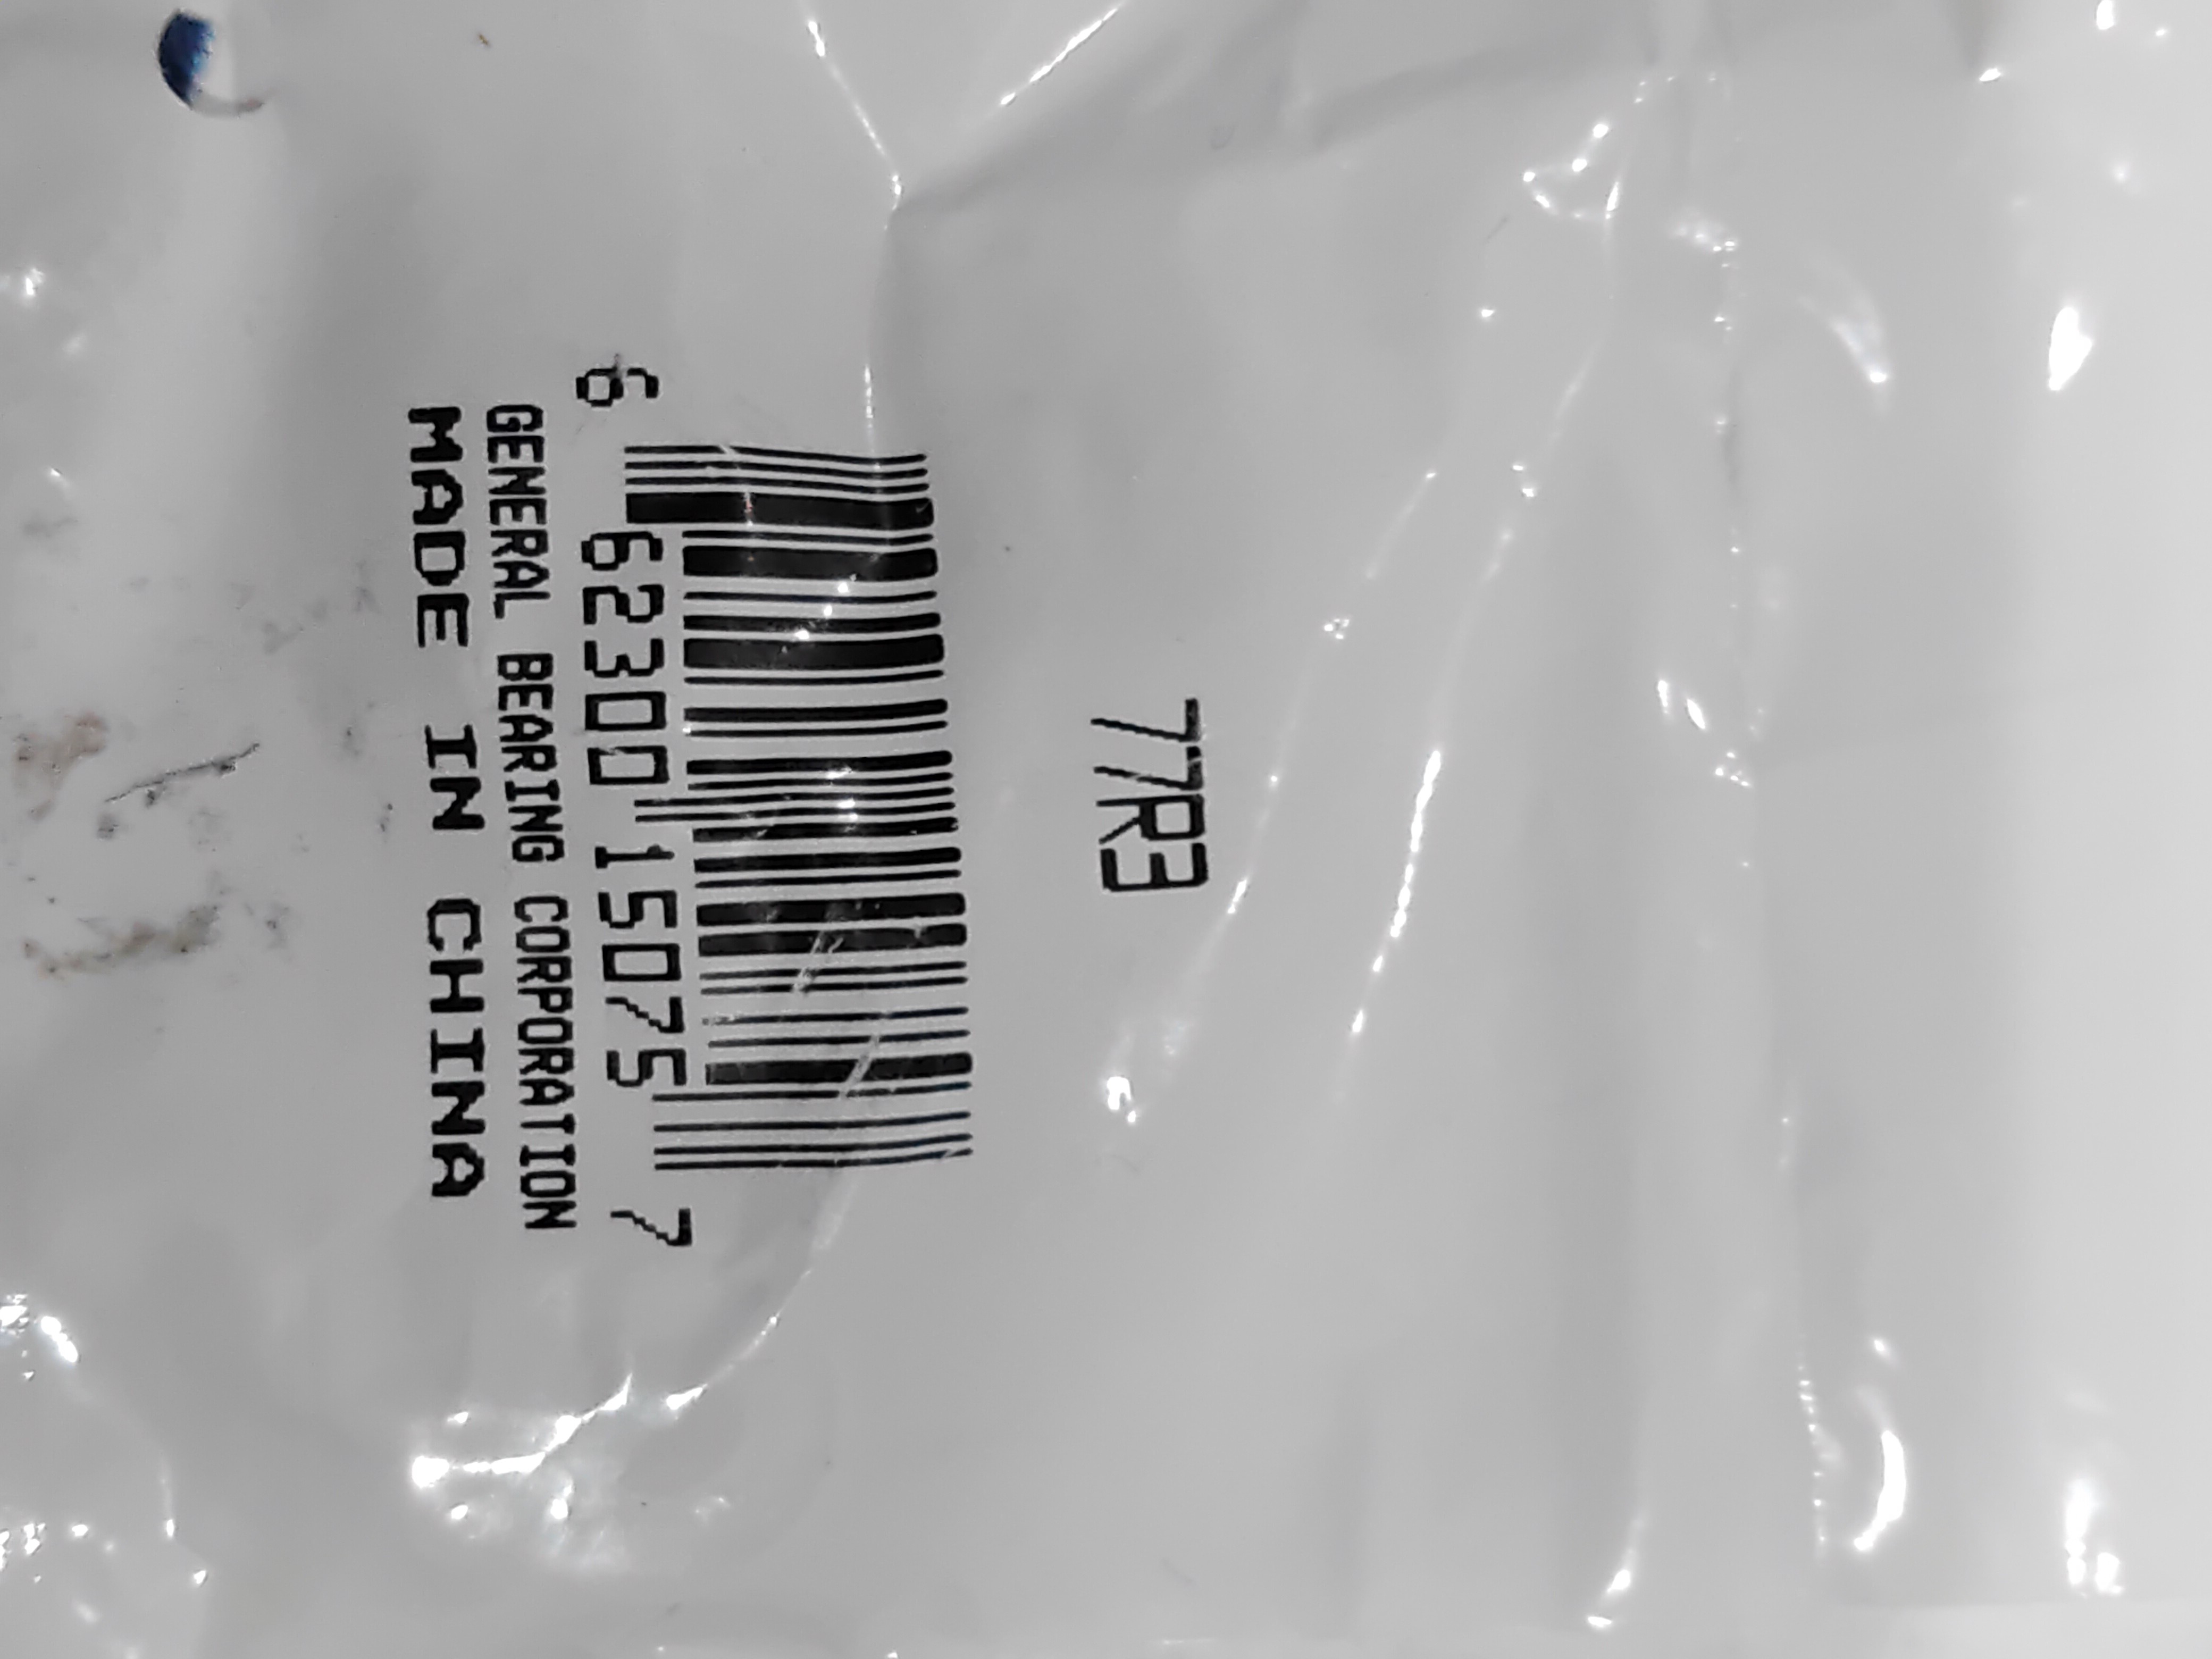 77R3
6 62300 15075 7
GENERAL BEARING CORPORATION
MADE IN CHINA